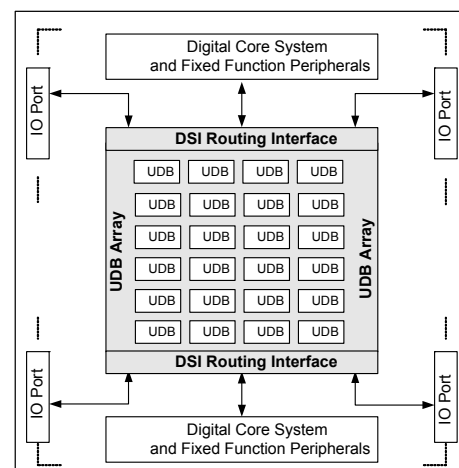 Digital Core System
and Fixed Function Peripherals
IO Port
IO Port
DSI Routing Interface
UDB Array
UDB UDB UDB UDB
UDB UDB UDB UDB
UDB UDB UDB UDB
UDB UDB UDB UDB
UDB UDB UDB UDB
UDB UDB UDB UDB
UDB Array
DSI Routing Interface
IO Port
IO Port
Digital Core System
and Fixed Function Peripherals